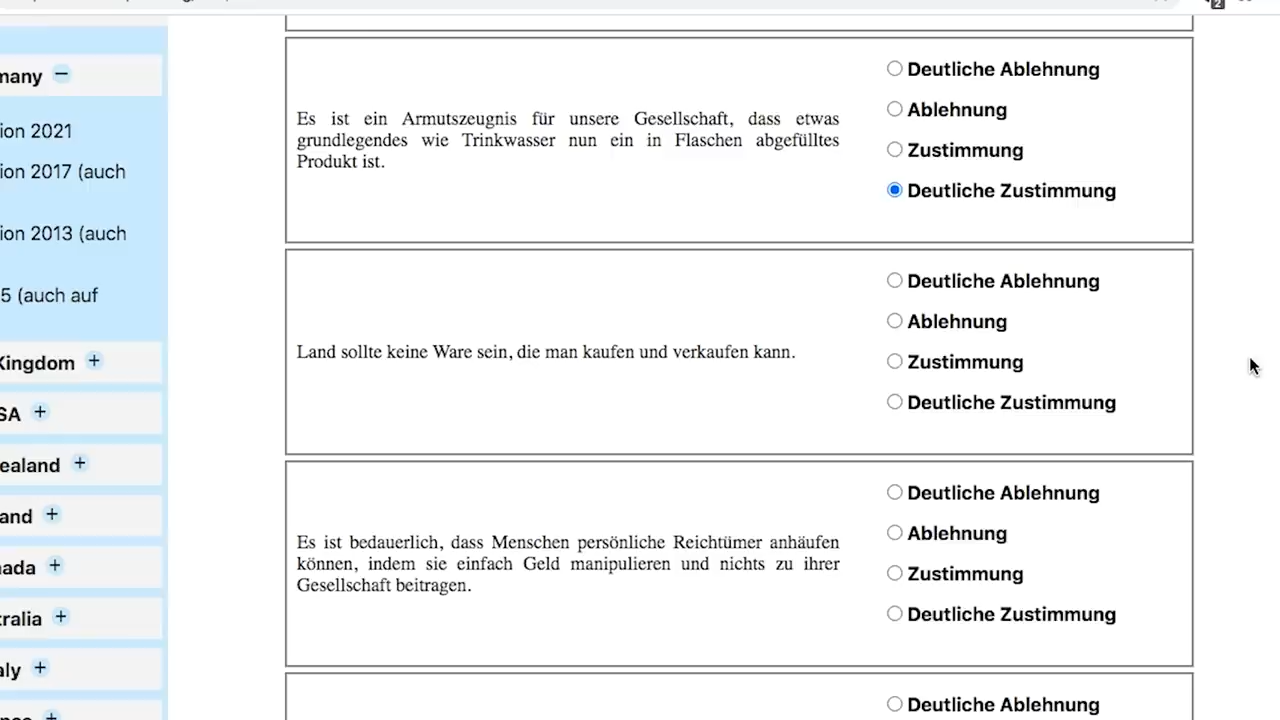 2
many −
ion 2021
ion 2017 (auch
ion 2013 (auch
5 (auch auf
Kingdom +
SA +
ealand +
and +
nada +
tralia +
aly +
Es ist ein Armutszeugnis für unsere Gesellschaft, dass etwas
grundlegendes wie Trinkwasser nun ein in Flaschen abgefülltes
Produkt ist.
Deutliche Ablehnung
Ablehnung
Zustimmung
Deutliche Zustimmung
Land sollte keine Ware sein, die man kaufen und verkaufen kann.
Deutliche Ablehnung
Ablehnung
Zustimmung
Deutliche Zustimmung
Es ist bedauerlich, dass Menschen persönliche Reichtümer anhäufen
können, indem sie einfach Geld manipulieren und nichts zu ihrer
Gesellschaft beitragen.
Deutliche Ablehnung
Ablehnung
Zustimmung
Deutliche Zustimmung
Deutliche Ablehnung